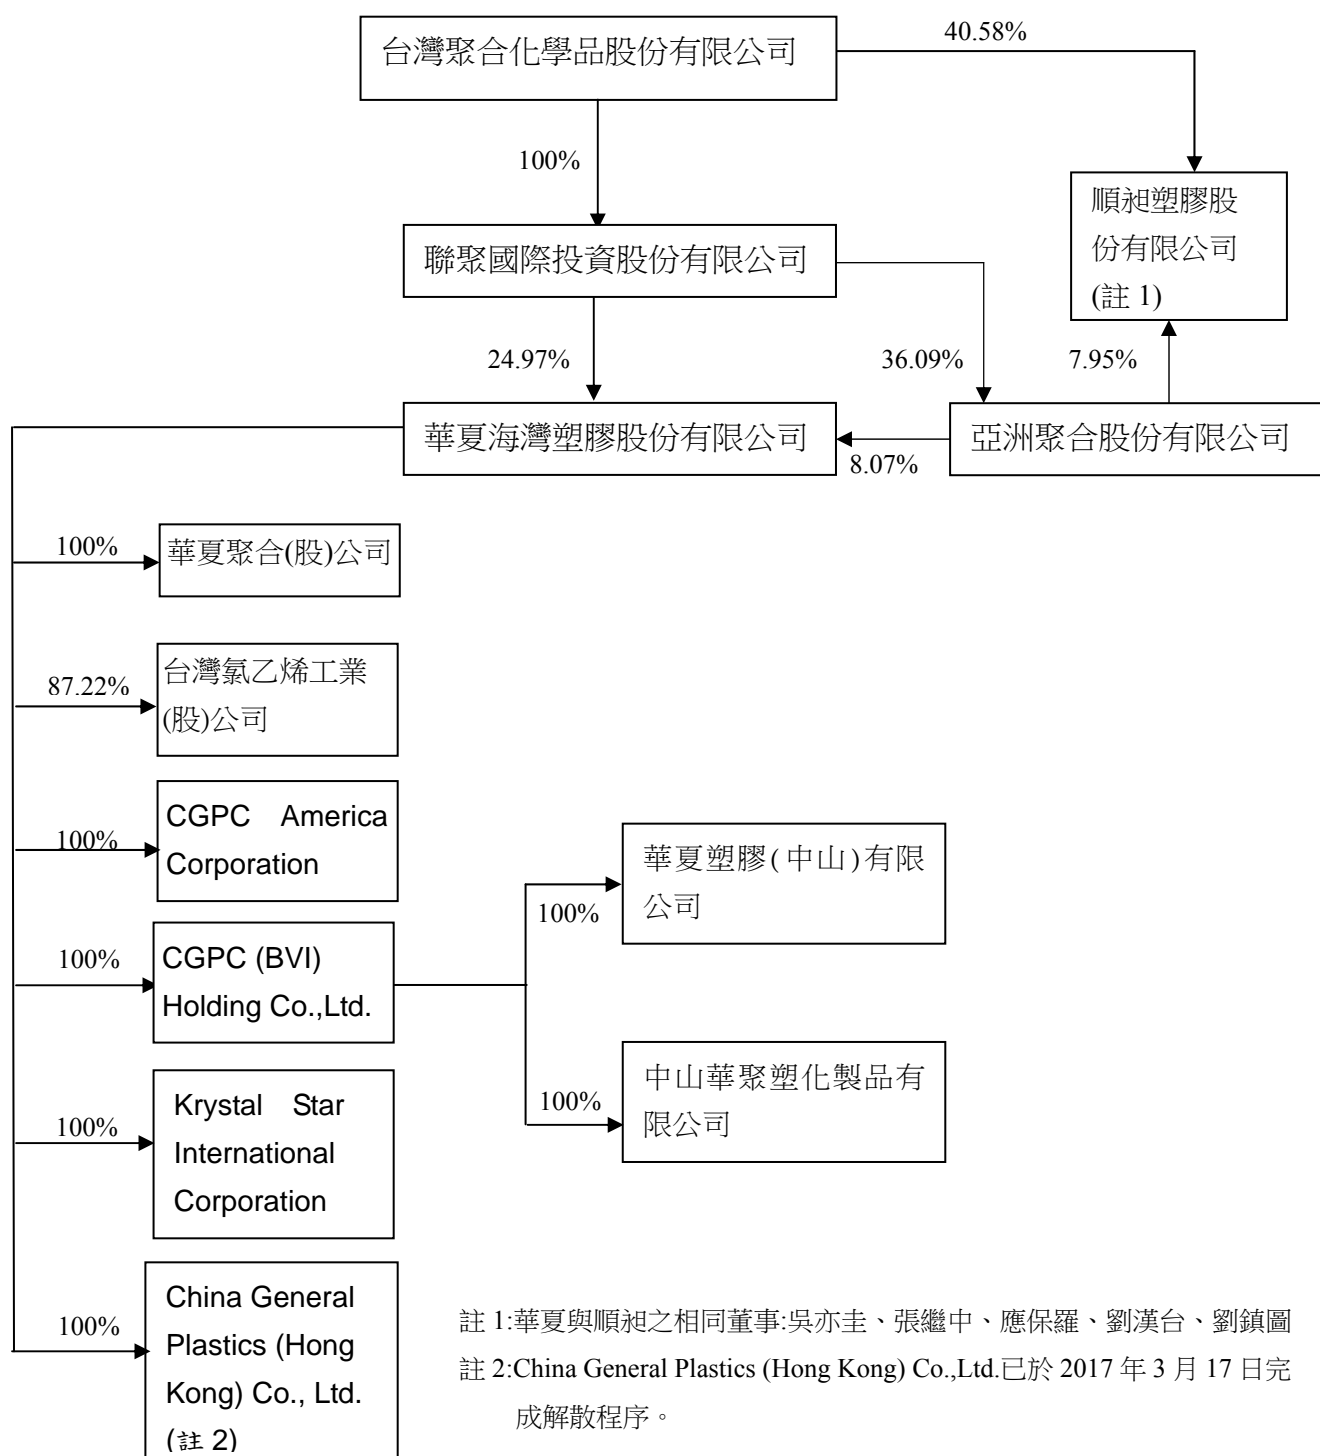 台灣聚合化學品股份有限公司
40.58%
100%
順昶塑膠股
份有限公司
(註 1)
聯聚國際投資股份有限公司
24.97%
36.09%
7.95%
華夏海灣塑膠股份有限公司
亞洲聚合股份有限公司
8.07%
100%
華夏聚合(股)公司
87.22%
台灣氯乙烯工業
(股)公司
100%
CGPC America
Corporation
華夏塑膠(中山)有限
公司
100%
100%
CGPC (BVI)
Holding Co.,Ltd.
中山華聚塑化製品有
限公司
100%
100%
Krystal Star
International
Corporation
100%
China General
Plastics (Hong
Kong) Co., Ltd.
(註 2)
註 1:華夏與順昶之相同董事:吳亦圭、張繼中、應保羅、劉漢台、劉鎮圖
註 2:China General Plastics (Hong Kong) Co.,Ltd.已於 2017 年 3 月 17 日完
成解散程序。